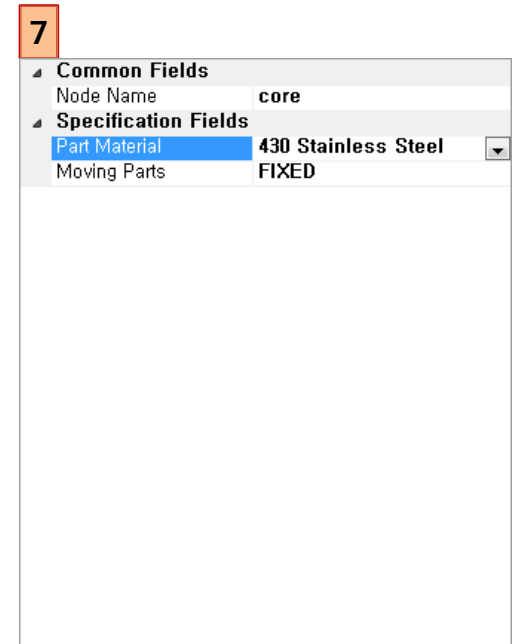 7
Common Fields
Node Name core
Specification Fields
Part Material 430 Stainless Steel
Moving Parts FIXED